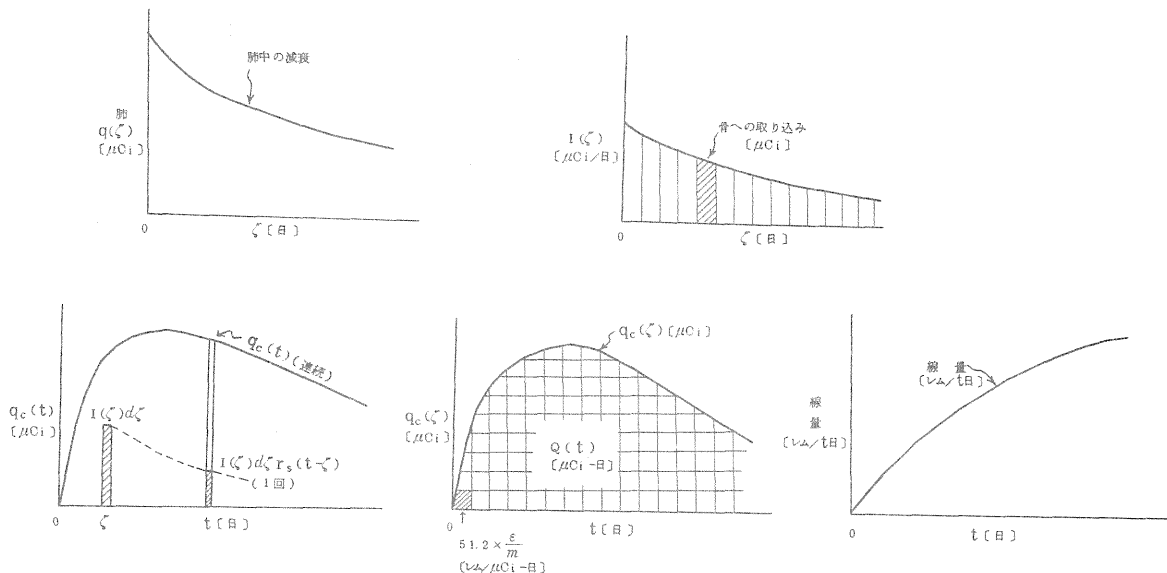 肺
q(ζ)
[μCi]
肺中の減衰
0
ζ[日]
I(ζ)
[μCi/日]
骨への取り込み
[μCi]
0
ζ[日]
q_c(t)
[μCi]
q_c(t)(連続)
I(ζ)dζ
I(ζ)dζr_s(t-ζ)
(1回)
0
ζ
t[日]
q_c(ζ)
[μCi]
q_c(ζ)[μCi]
Q(t)
[μCi-日]
0
t[日]
51.2×ε/m
[レム/μCi-日]
線
量
[レム/t日]
線量
[レム/t日]
0
t[日]